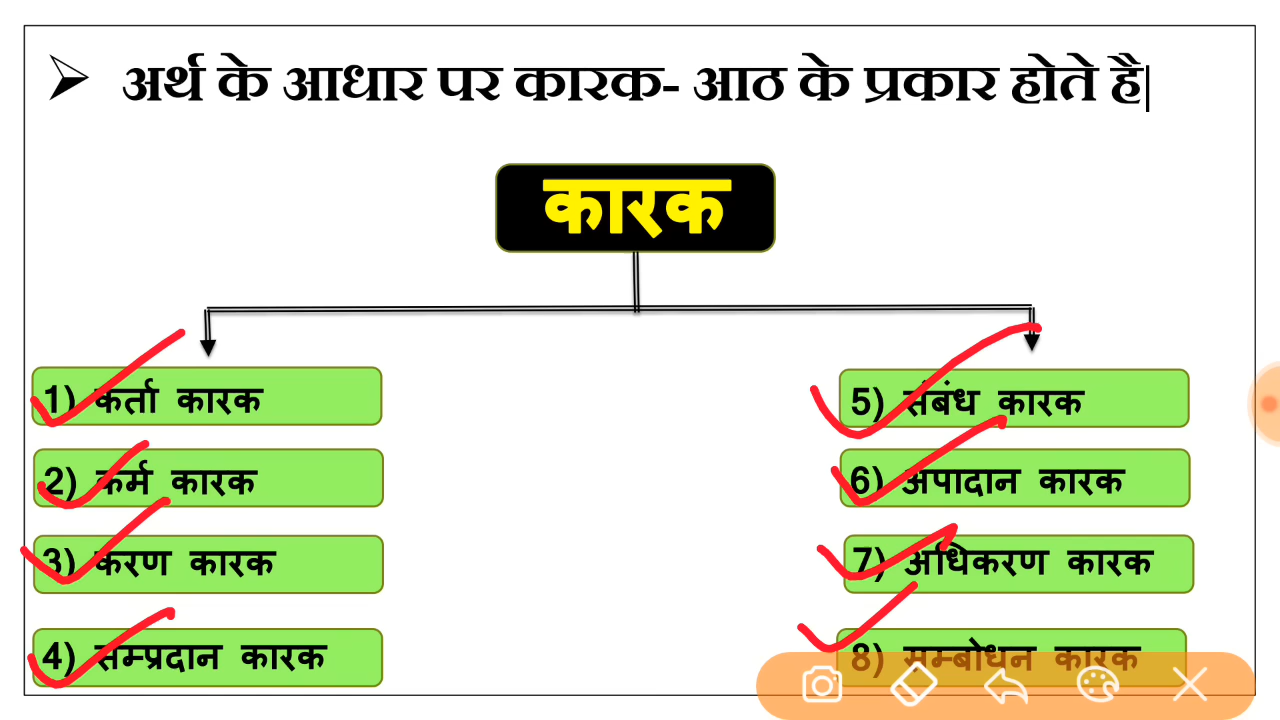 अर्थ के आधार पर कारक- आठ के प्रकार होते है|
कारक
1) कर्ता कारक
2) कर्म कारक
3) करण कारक
4) सम्प्रदान कारक
5) संबंध कारक
6) अपादान कारक
7) अधिकरण कारक
8) सम्बोधन कारक